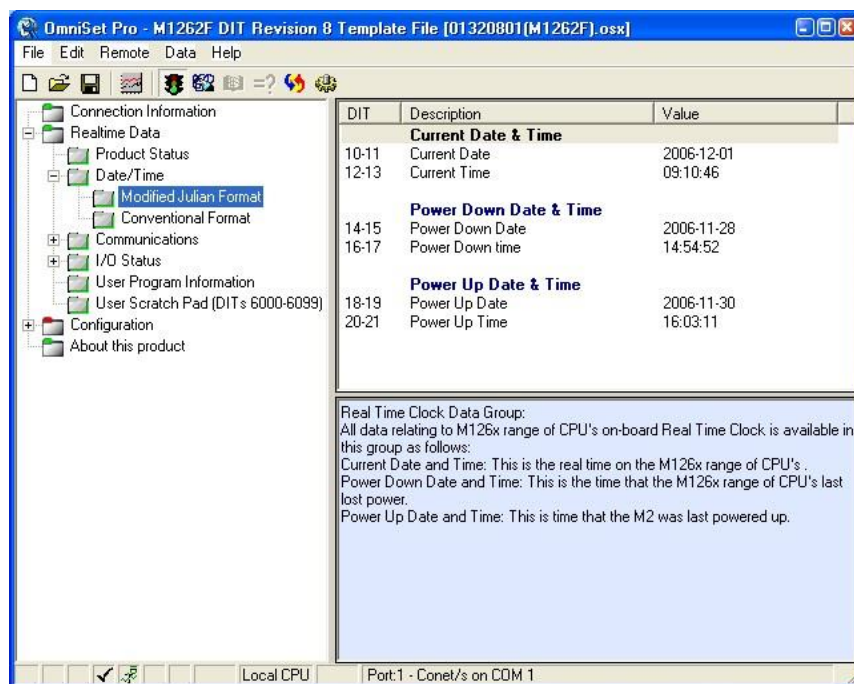 OmniSet Pro - M1262F DIT Revision 8 Template File [01320801(M1262F).osx]
File Edit Remote Data Help
Connection Information
Realtime Data
Product Status
Date/Time
Modified Julian Format
Conventional Format
Communications
I/O Status
User Program Information
User Scratch Pad (DITs 6000-6099)
Configuration
About this product
DIT Description Value
Current Date & Time
10-11 Current Date 2006-12-01
12-13 Current Time 09:10:46
Power Down Date & Time
14-15 Power Down Date 2006-11-28
16-17 Power Down time 14:54:52
Power Up Date & Time
18-19 Power Up Date 2006-11-30
20-21 Power Up Time 16:03:11
Real Time Clock Data Group:
All data relating to M126x range of CPU's on-board Real Time Clock is available in
this group as follows:
Current Date and Time: This is the real time on the M126x range of CPU's .
Power Down Date and Time: This is the time that the M126x range of CPU's last
lost power.
Power Up Date and Time: This is time that the M2 was last powered up.
Local CPU Port:1 - Conet/s on COM 1